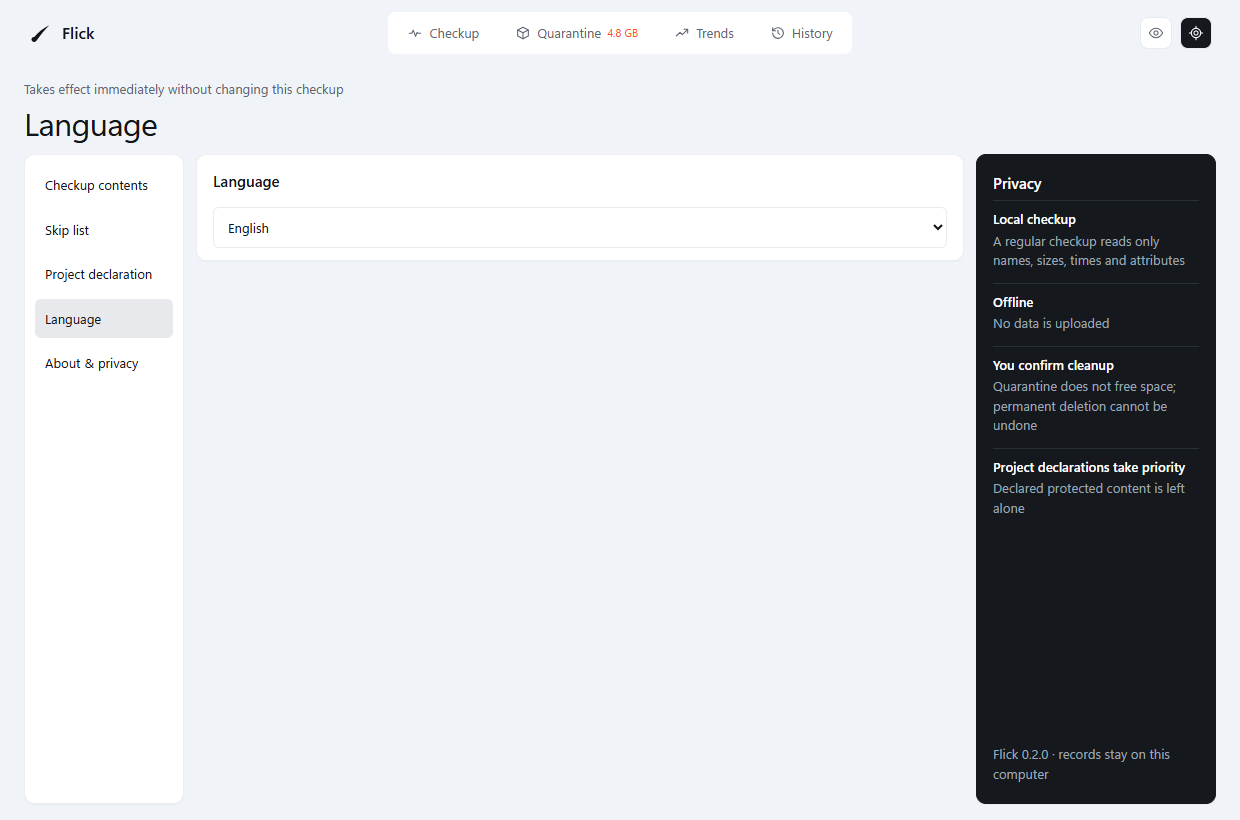 Flick
Checkup
Quarantine 4.8 GB
Trends
History
Takes effect immediately without changing this checkup
Language
Checkup contents
Skip list
Project declaration
Language
About & privacy
Language
English
Privacy
Local checkup
A regular checkup reads only
names, sizes, times and attributes
Offline
No data is uploaded
You confirm cleanup
Quarantine does not free space;
permanent deletion cannot be
undone
Project declarations take priority
Declared protected content is left
alone
Flick 0.2.0 · records stay on this
computer